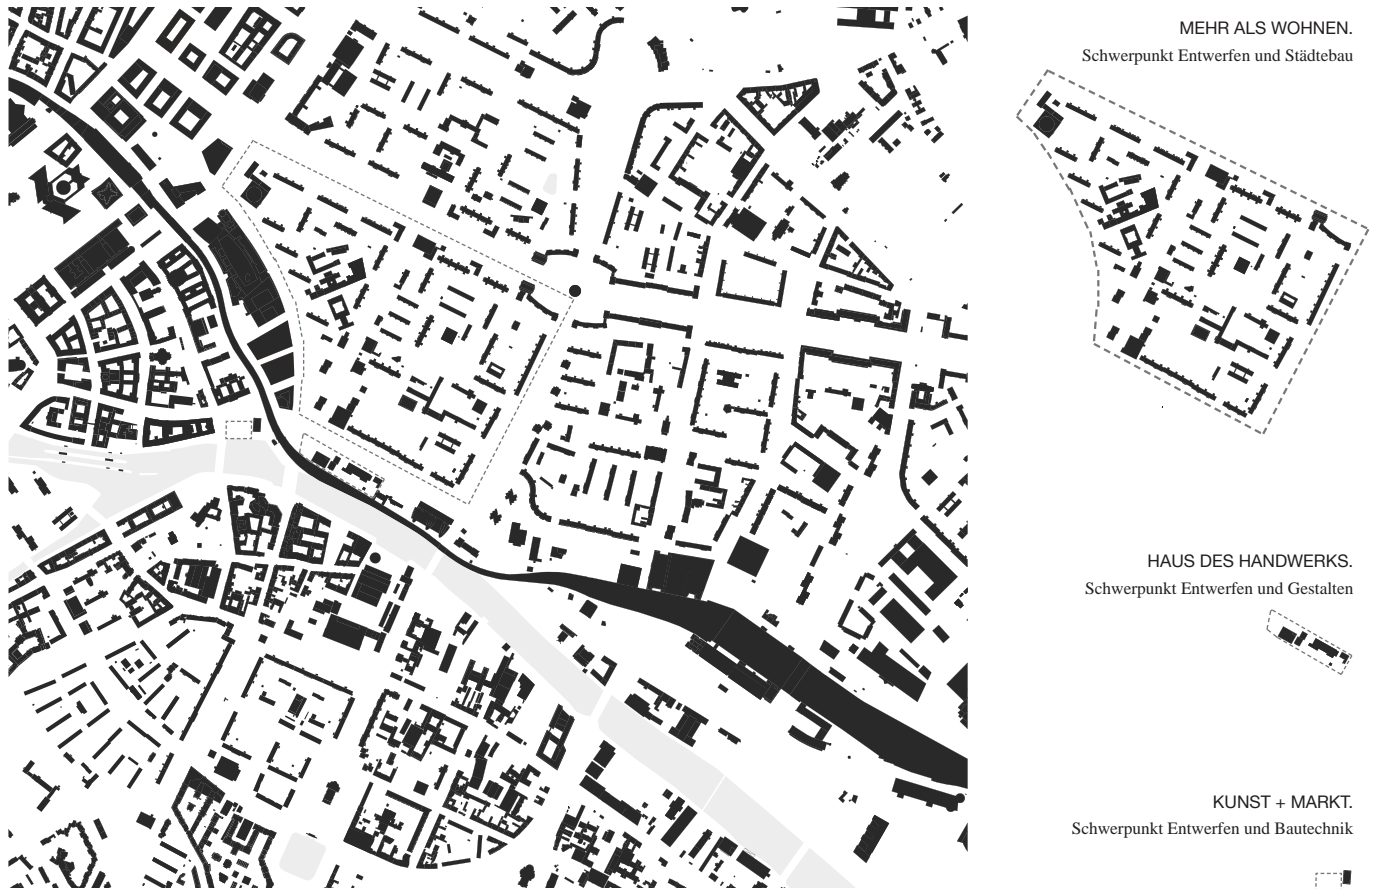 MEHR ALS WOHNEN.
Schwerpunkt Entwerfen und Städtebau
HAUS DES HANDWERKS.
Schwerpunkt Entwerfen und Gestalten
KUNST + MARKT.
Schwerpunkt Entwerfen und Bautechnik